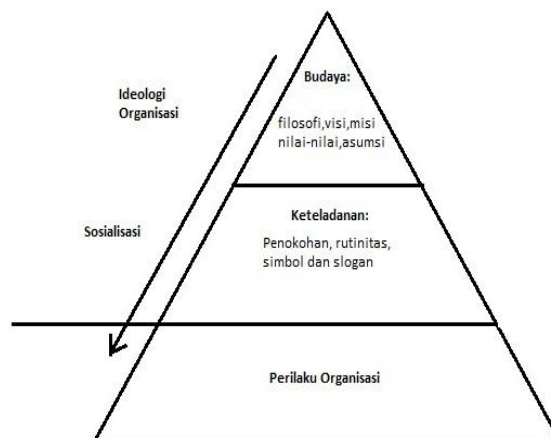 Budaya:
Ideologi
Organisasi
filosofi,visi,misi
nilai-nilai,asumsi
Keteladanan:
Sosialisasi
Penokohan, rutinitas,
simbol dan slogan
Perilaku Organisasi